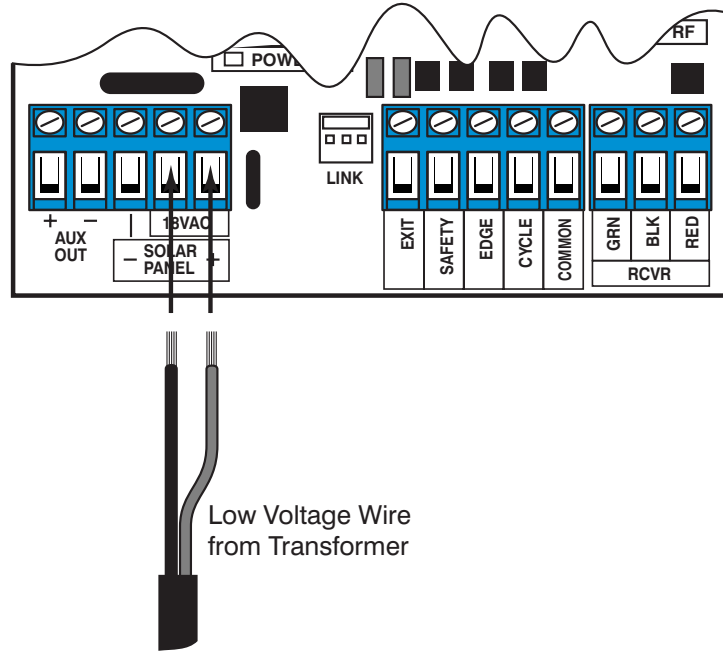 RF
POWE
LINK
+ – | 18VAC
AUX
OUT
– SOLAR +
PANEL
EXIT
SAFETY
EDGE
CYCLE
COMMON
GRN
BLK
RED
RCVR
Low Voltage Wire
from Transformer